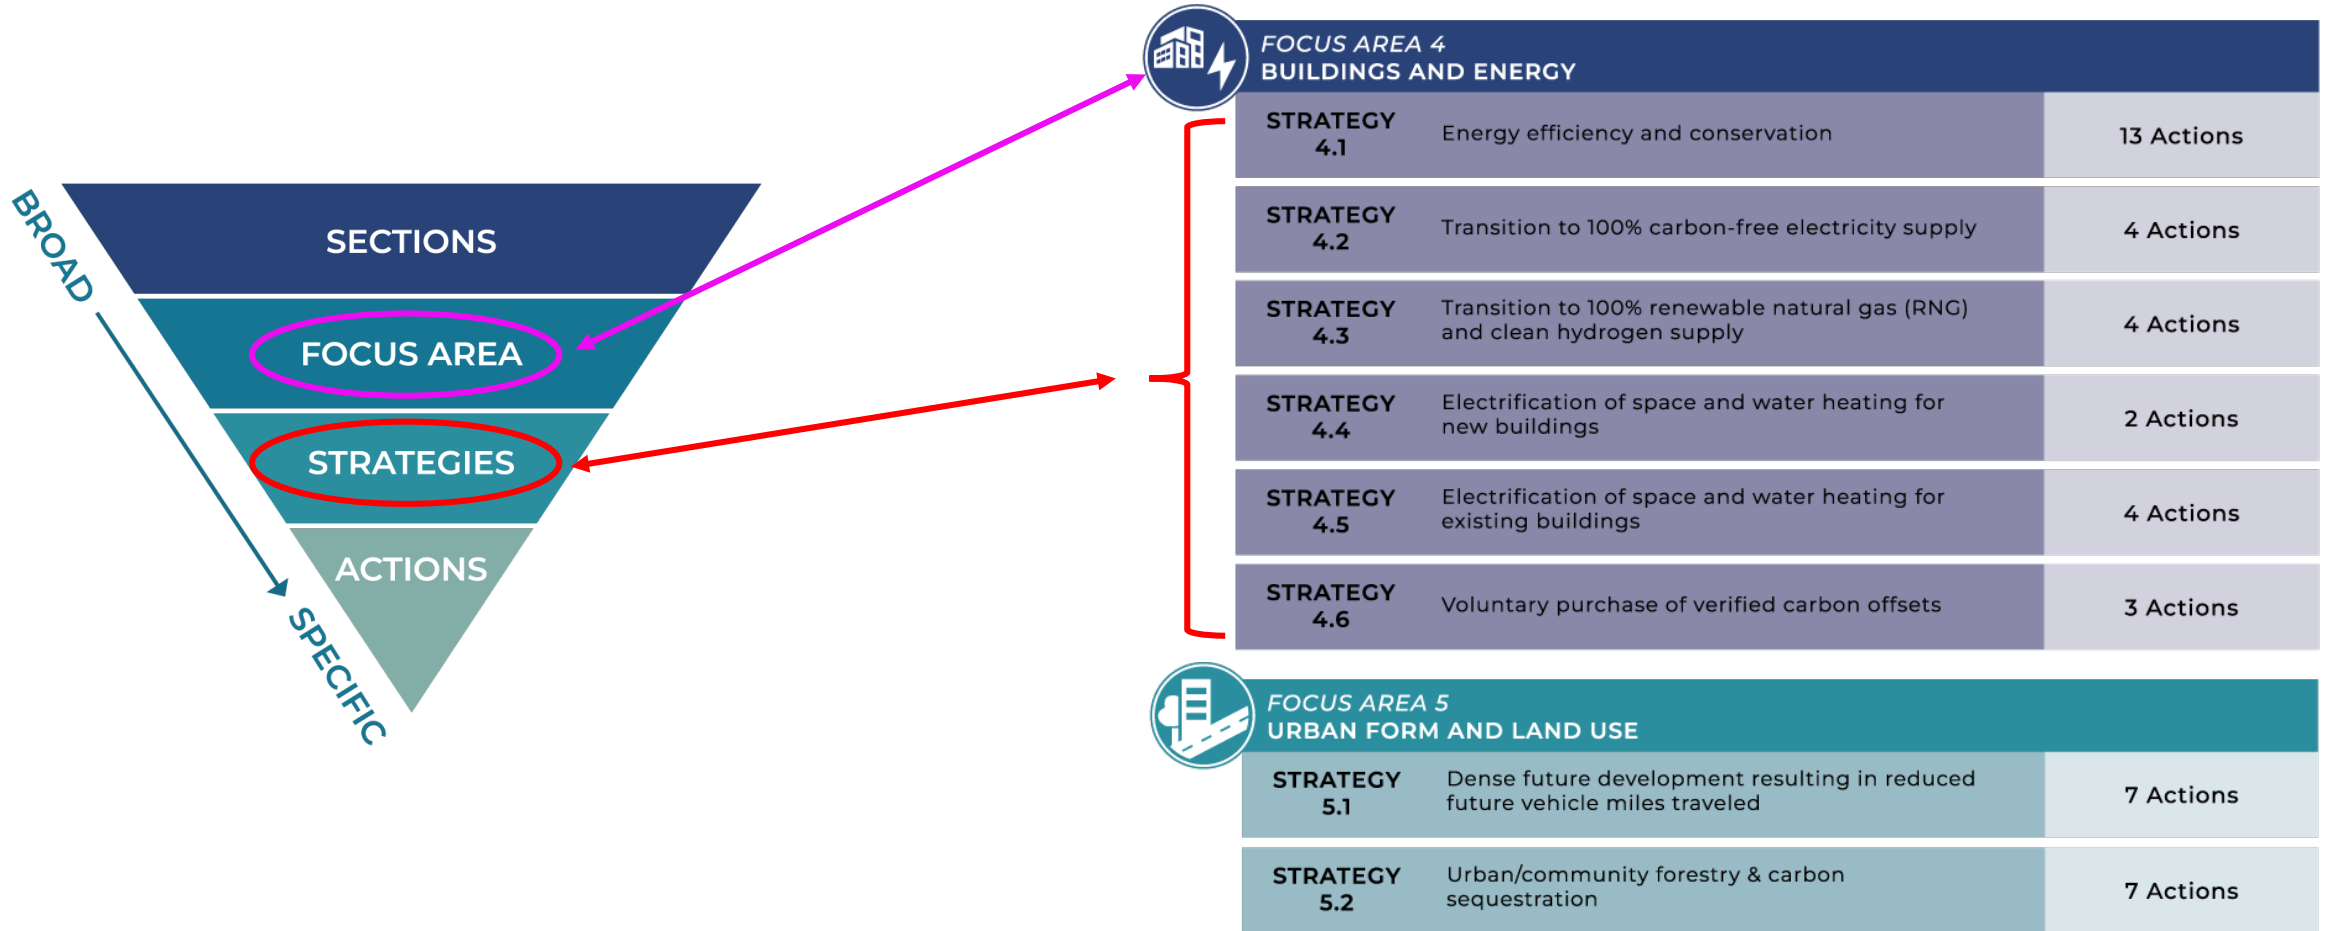 BROAD
SPECIFIC
SECTIONS
FOCUS AREA
STRATEGIES
ACTIONS
FOCUS AREA 4
BUILDINGS AND ENERGY
STRATEGY
4.1
Energy efficiency and conservation
13 Actions
STRATEGY
4.2
Transition to 100% carbon-free electricity supply
4 Actions
STRATEGY
4.3
Transition to 100% renewable natural gas (RNG)
and clean hydrogen supply
4 Actions
STRATEGY
4.4
Electrification of space and water heating for
new buildings
2 Actions
STRATEGY
4.5
Electrification of space and water heating for
existing buildings
4 Actions
STRATEGY
4.6
Voluntary purchase of verified carbon offsets
3 Actions
FOCUS AREA 5
URBAN FORM AND LAND USE
STRATEGY
5.1
Dense future development resulting in reduced
future vehicle miles traveled
7 Actions
STRATEGY
5.2
Urban/community forestry & carbon
sequestration
7 Actions